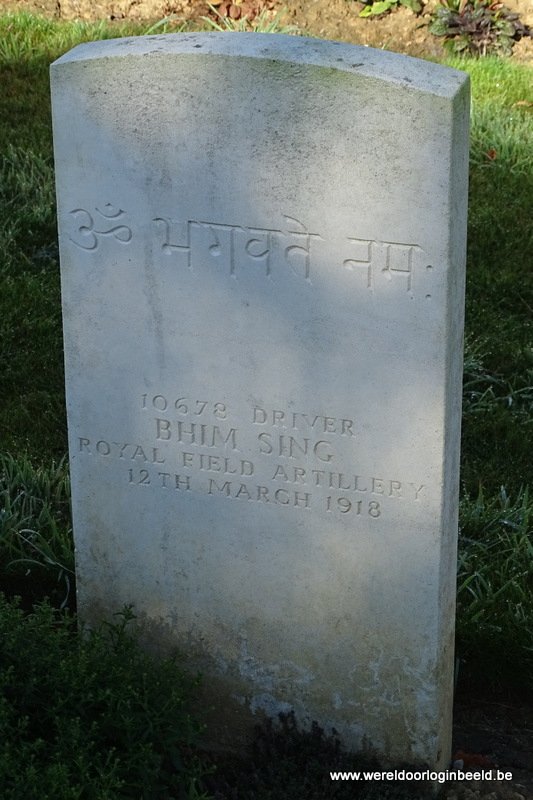 ॐ भगवते नमः
10678 DRIVER
BHIM SING
ROYAL FIELD ARTILLERY
12TH MARCH 1918
www.wereldoorloginbeeld.be